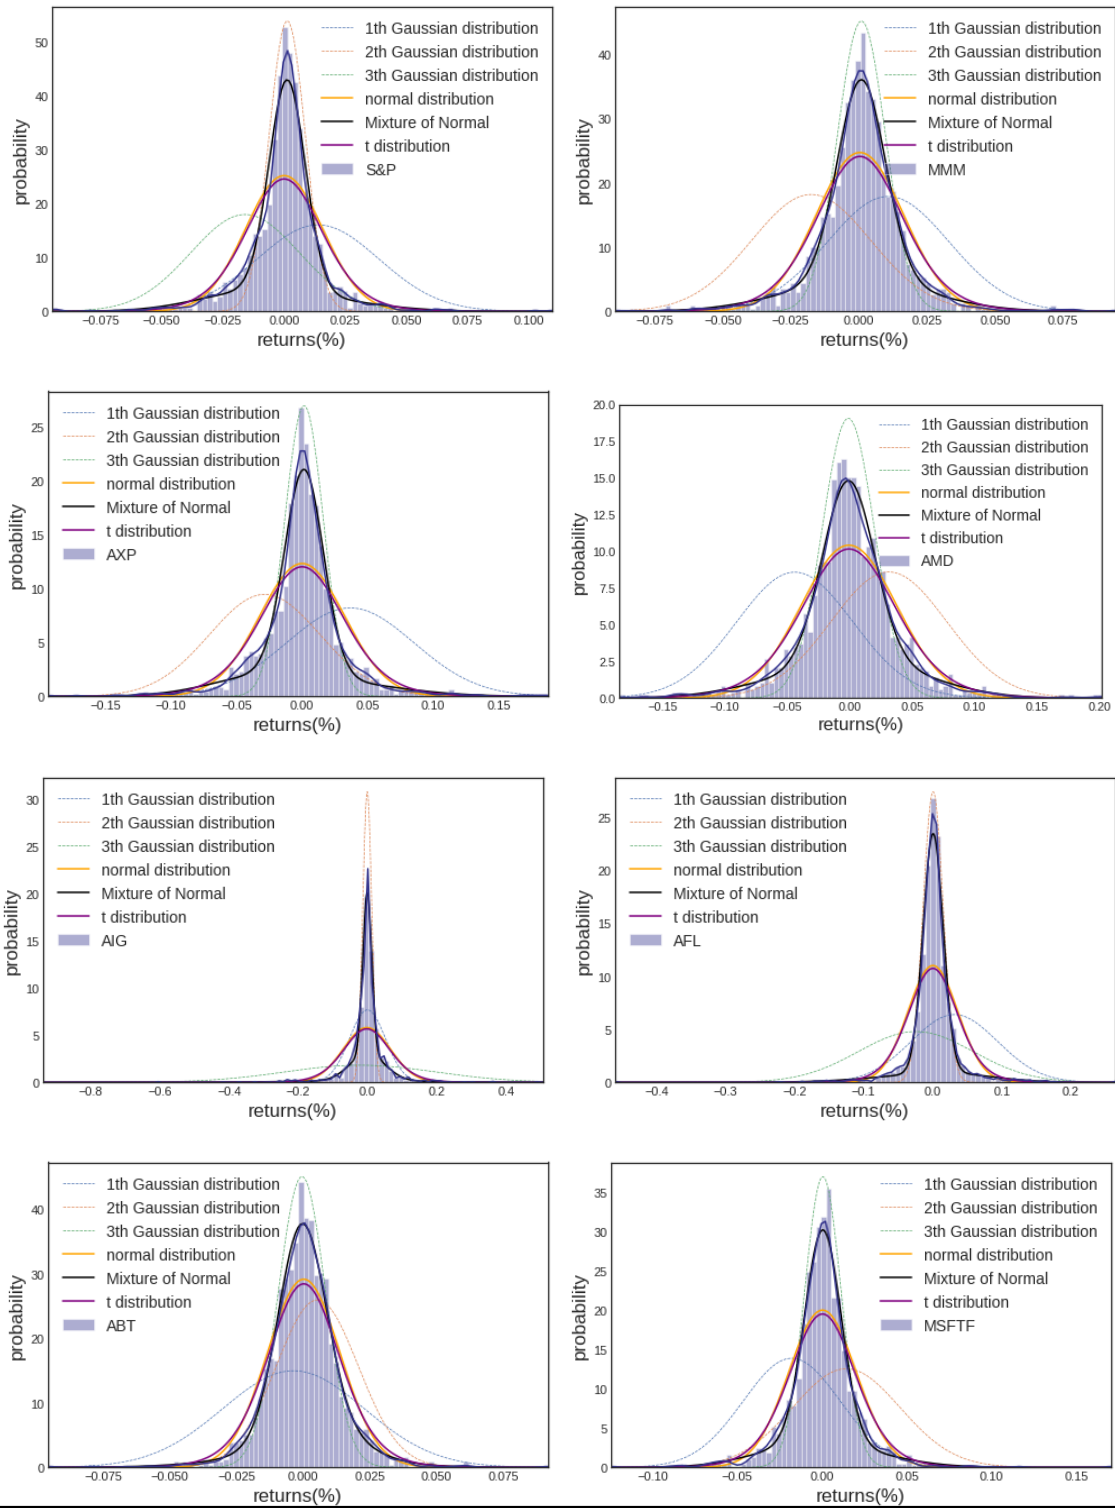 1th Gaussian distribution
2th Gaussian distribution
3th Gaussian distribution
normal distribution
Mixture of Normal
t distribution
S&P
probability
50
40
30
20
10
0
−0.075
−0.050
−0.025
0.000
0.025
0.050
0.075
0.100
returns(%)
1th Gaussian distribution
2th Gaussian distribution
3th Gaussian distribution
normal distribution
Mixture of Normal
t distribution
MMM
probability
40
30
20
10
0
−0.075
−0.050
−0.025
0.000
0.025
0.050
0.075
returns(%)
1th Gaussian distribution
2th Gaussian distribution
3th Gaussian distribution
normal distribution
Mixture of Normal
t distribution
AXP
probability
25
20
15
10
5
0
−0.15
−0.10
−0.05
0.00
0.05
0.10
0.15
returns(%)
1th Gaussian distribution
2th Gaussian distribution
3th Gaussian distribution
normal distribution
Mixture of Normal
t distribution
AMD
probability
20.0
17.5
15.0
12.5
10.0
7.5
5.0
2.5
0.0
−0.15
−0.10
−0.05
0.00
0.05
0.10
0.15
0.20
returns(%)
1th Gaussian distribution
2th Gaussian distribution
3th Gaussian distribution
normal distribution
Mixture of Normal
t distribution
AIG
probability
30
25
20
15
10
5
0
−0.8
−0.6
−0.4
−0.2
0.0
0.2
0.4
returns(%)
1th Gaussian distribution
2th Gaussian distribution
3th Gaussian distribution
normal distribution
Mixture of Normal
t distribution
AFL
probability
25
20
15
10
5
0
−0.4
−0.3
−0.2
−0.1
0.0
0.1
0.2
returns(%)
1th Gaussian distribution
2th Gaussian distribution
3th Gaussian distribution
normal distribution
Mixture of Normal
t distribution
ABT
probability
40
30
20
10
0
−0.075
−0.050
−0.025
0.000
0.025
0.050
0.075
returns(%)
1th Gaussian distribution
2th Gaussian distribution
3th Gaussian distribution
normal distribution
Mixture of Normal
t distribution
MSFTF
probability
35
30
25
20
15
10
5
0
−0.10
−0.05
0.00
0.05
0.10
0.15
returns(%)